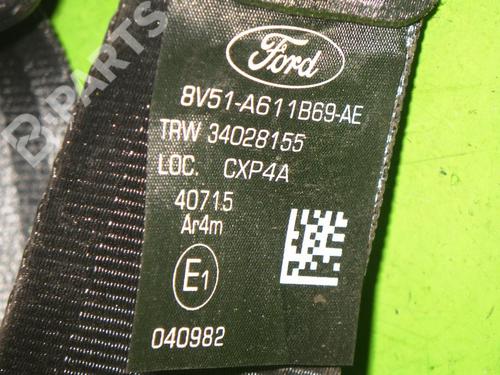 Ford
8V51-A611B69-AE
TRW 34028155
LOC. CXP4A
40715
Ar4m
E1
040982
B-PARTS